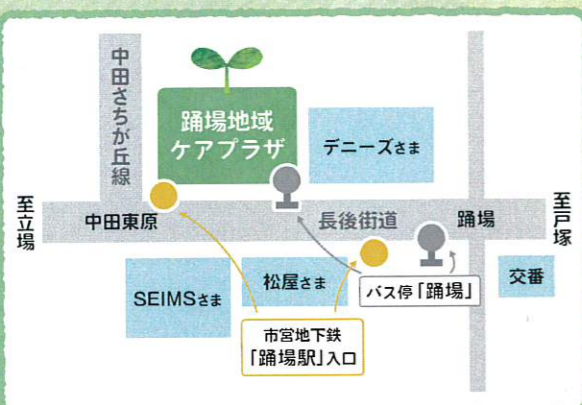 中田さちが丘線
踊場地域
ケアプラザ
デニーズさま
至立場
中田東原
長後街道
踊場
至戸塚
SEIMSさま
松屋さま
バス停「踊場」
交番
市営地下鉄
「踊場駅」入口